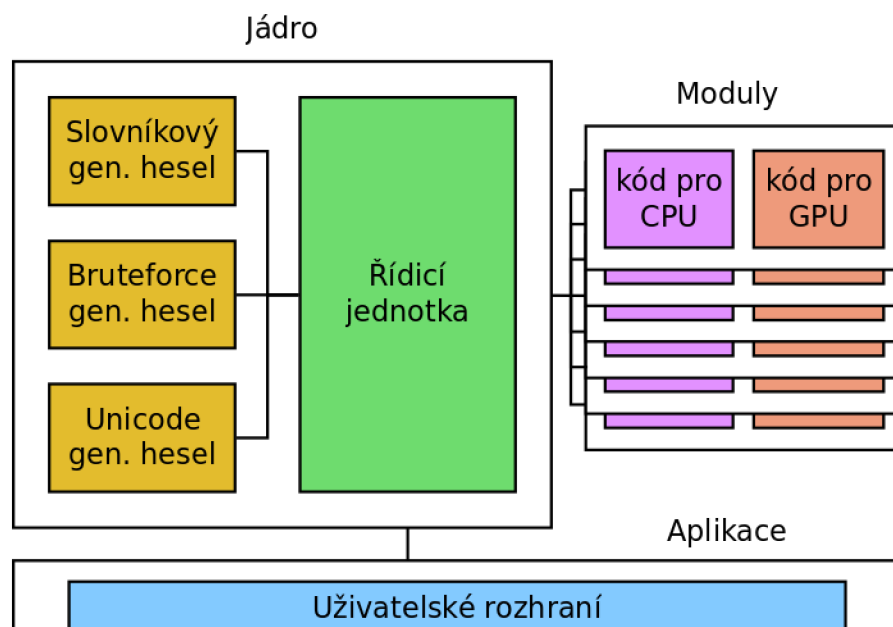 Jádro
Slovníkový
gen. hesel
Bruteforce
gen. hesel
Unicode
gen. hesel
Řídicí
jednotka
Moduly
kód pro
CPU
kód pro
GPU
Aplikace
Uživatelské rozhraní